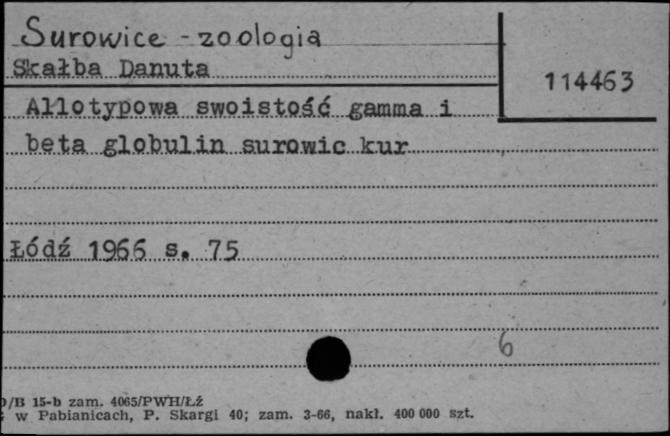 Surowice - zoologia
Skałba Danuta
114463
Allotypowa swoistość gamma i
beta globulin surowic kur
Łódź 1966 s. 75
6
/B 15-b zam. 4065/PWH/Łź
w Pabianicach, P. Skargi 40; zam. 3-66, nakł. 400 000 szt.